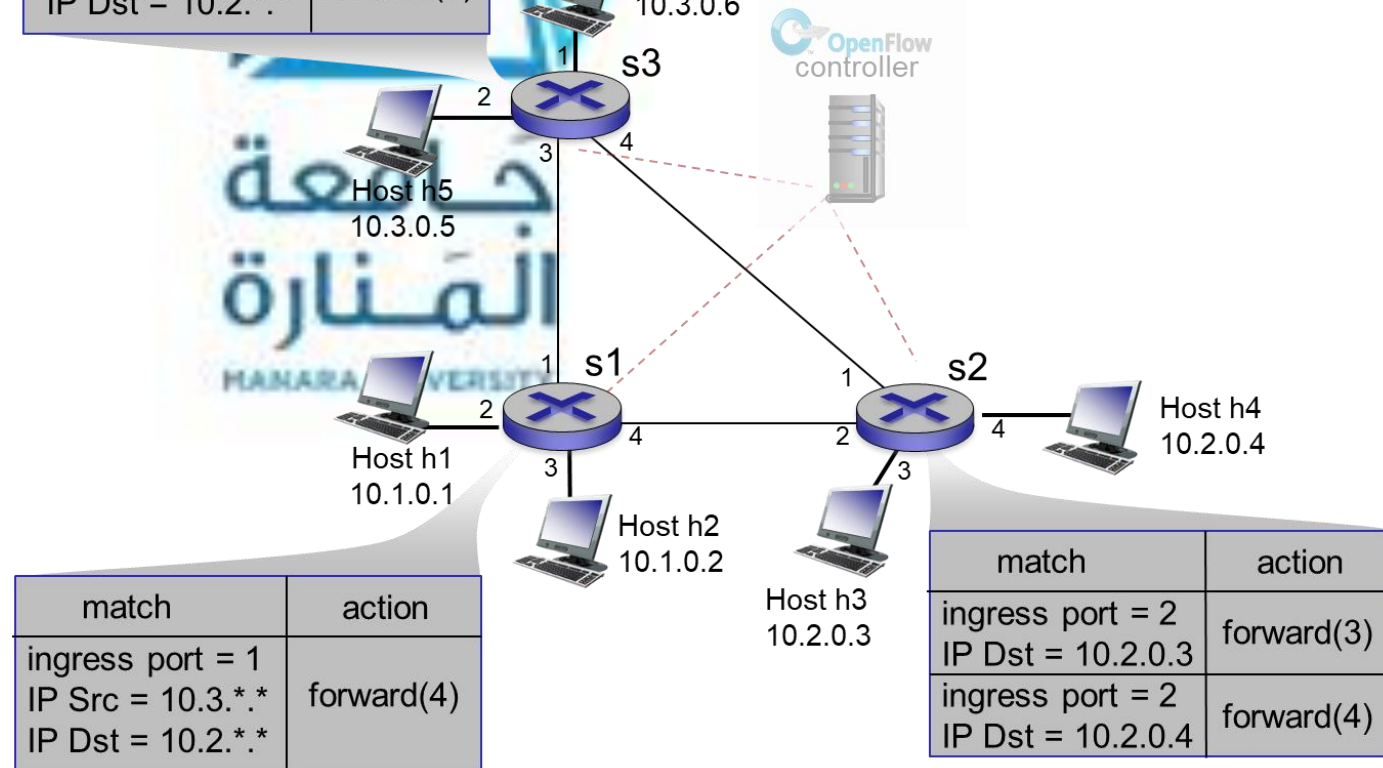 IP Dst = 10.2.*.*
10.3.0.6
OpenFlow
controller
1
s3
2
3
4
جامعة
المنارة
MANARA UNIVERSITY
Host h5
10.3.0.5
1
s1
2
3
4
Host h1
10.1.0.1
Host h2
10.1.0.2
1
s2
2
3
4
Host h4
10.2.0.4
Host h3
10.2.0.3
match action
ingress port = 1
IP Src = 10.3.*.*
IP Dst = 10.2.*.*
forward(4)
match action
ingress port = 2
IP Dst = 10.2.0.3
forward(3)
ingress port = 2
IP Dst = 10.2.0.4
forward(4)